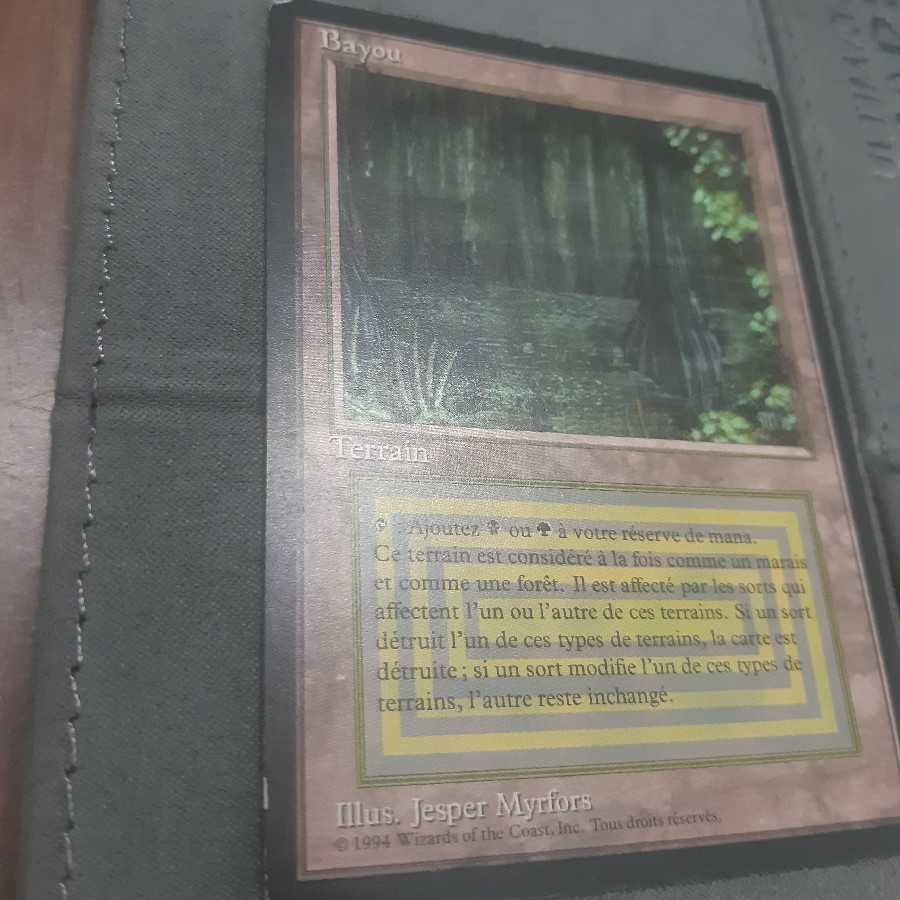 Bayou
Terrain
: Ajoutez ou à votre réserve de mana.
Ce terrain est considéré à la fois comme un marais
et comme une forêt. Il est affecté par les sorts qui
affectent l'un ou l'autre de ces terrains. Si un sort
détruit l'un de ces types de terrains, la carte est
détruite ; si un sort modifie l'un de ces types de
terrains, l'autre reste inchangé.
Illus. Jesper Myrfors
© 1994 Wizards of the Coast, Inc. Tous droits réservés.